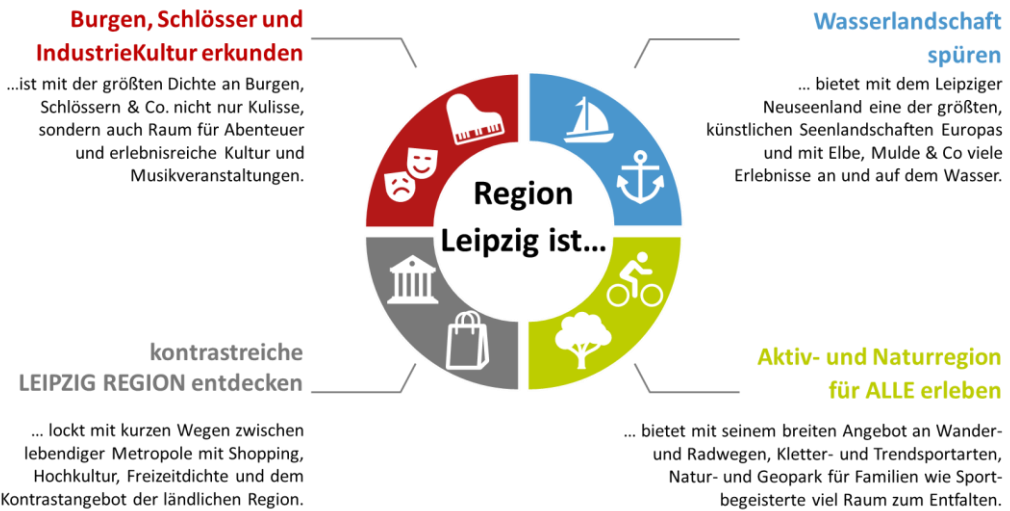 Burgen, Schlösser und
IndustrieKultur erkunden
...ist mit der größten Dichte an Burgen,
Schlössern & Co. nicht nur Kulisse,
sondern auch Raum für Abenteuer
und erlebnisreiche Kultur und
Musikveranstaltungen.
Wasserlandschaft
spüren
... bietet mit dem Leipziger
Neuseenland eine der größten,
künstlichen Seenlandschaften Europas
und mit Elbe, Mulde & Co viele
Erlebnisse an und auf dem Wasser.
Region
Leipzig ist...
kontrastreiche
LEIPZIG REGION entdecken
... lockt mit kurzen Wegen zwischen
lebendiger Metropole mit Shopping,
Hochkultur, Freizeitdichte und dem
Kontrastangebot der ländlichen Region.
Aktiv- und Naturregion
für ALLE erleben
... bietet mit seinem breiten Angebot an Wander-
und Radwegen, Kletter- und Trendsportarten,
Natur- und Geopark für Familien wie Sport-
begeisterte viel Raum zum Entfalten.